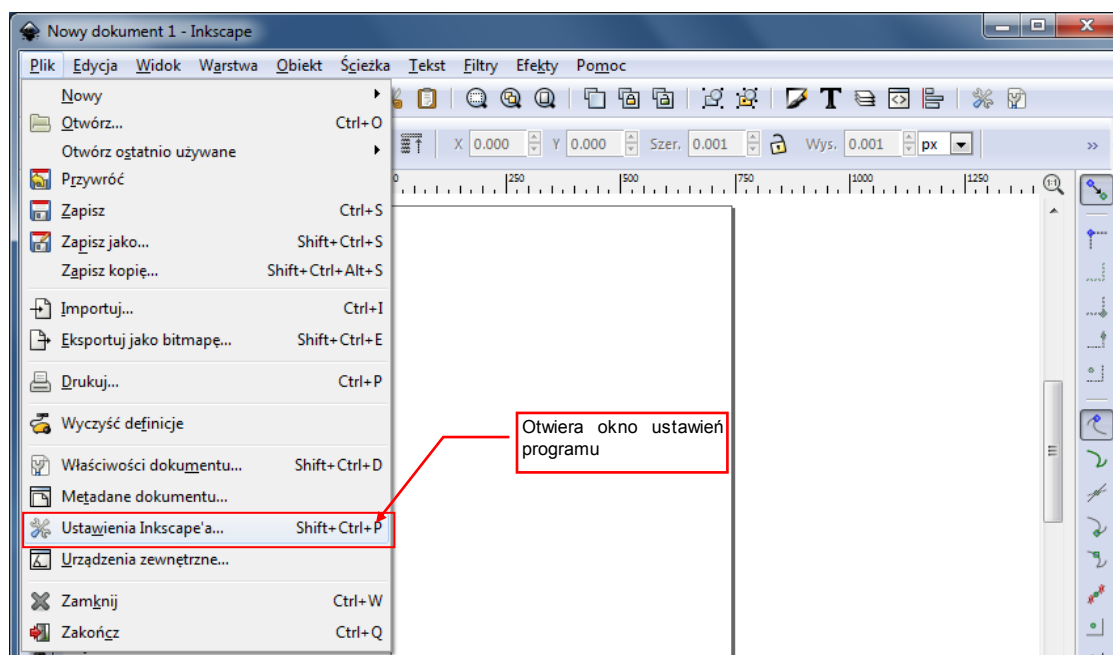 Nowy dokument 1 - Inkscape
Plik Edycja Widok Warstwa Obiekt Ścieżka Tekst Filtry Efekty Pomoc
Nowy
Otwórz... Ctrl+O
Otwórz ostatnio używane
X 0.000 Y 0.000 Szer. 0.001 Wys. 0.001 px
Przywróć
0 250 500 750 1000 1250
Zapisz Ctrl+S
Zapisz jako... Shift+Ctrl+S
Zapisz kopię... Shift+Ctrl+Alt+S
Importuj... Ctrl+I
Eksportuj jako bitmapę... Shift+Ctrl+E
Drukuj... Ctrl+P
Wyczyść definicje
Otwiera okno ustawień
programu
Właściwości dokumentu... Shift+Ctrl+D
Metadane dokumentu...
Ustawienia Inkscape'a... Shift+Ctrl+P
Urządzenia zewnętrzne...
Zamknij Ctrl+W
Zakończ Ctrl+Q